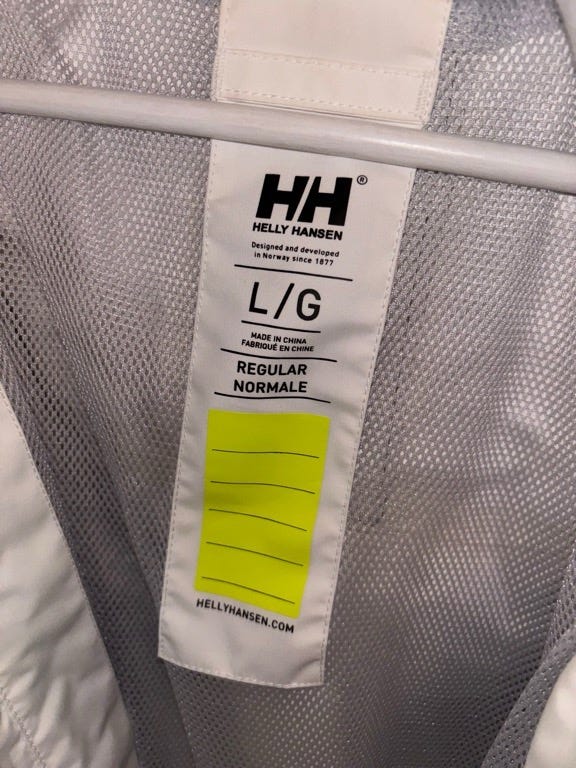 HH®
HELLY HANSEN
Designed and developed
in Norway since 1877
L/G
MADE IN CHINA
FABRIQUÉ EN CHINE
REGULAR
NORMALE
HELLYHANSEN.COM